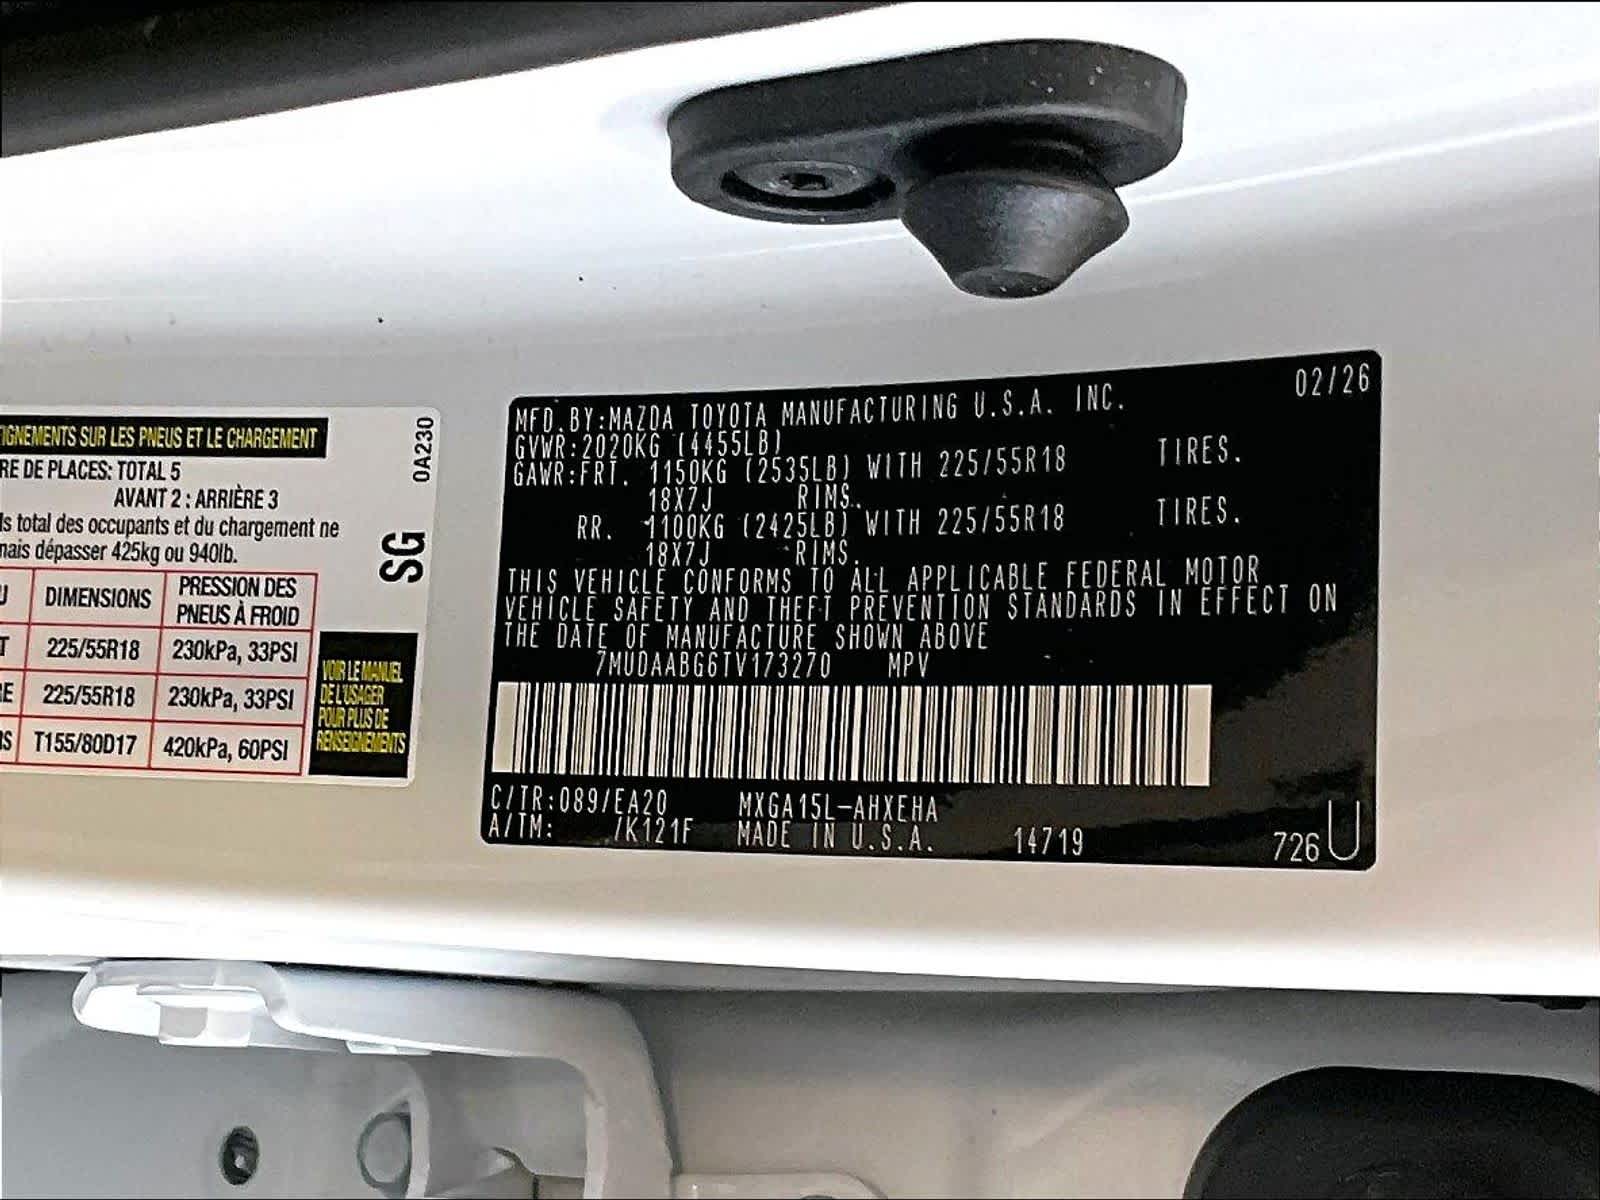 IGNEMENTS SUR LES PNEUS ET LE CHARGEMENT
RE DE PLACES: TOTAL 5
AVANT 2 : ARRIÈRE 3
ds total des occupants et du chargement ne
mais dépasser 425kg ou 940lb.
DIMENSIONS PRESSION DES
PNEUS À FROID
T 225/55R18 230kPa, 33PSI
RE 225/55R18 230kPa, 33PSI
RS T155/80D17 420kPa, 60PSI
VOIR LE MANUEL
DE L'USAGER
POUR PLUS DE
RENSEIGNEMENTS
0A230
SG
MFD.BY:MAZDA TOYOTA MANUFACTURING U.S.A. INC. 02/26
GVWR:2020KG (4455LB)
GAWR:FRT. 1150KG (2535LB) WITH 225/55R18 TIRES.
18X7J RIMS.
RR. 1100KG (2425LB) WITH 225/55R18 TIRES.
18X7J RIMS.
THIS VEHICLE CONFORMS TO ALL APPLICABLE FEDERAL MOTOR
VEHICLE SAFETY AND THEFT PREVENTION STANDARDS IN EFFECT ON
THE DATE OF MANUFACTURE SHOWN ABOVE
7MUDAABG6TV173270 MPV
C/TR:089/EA20 MXGA15L-AHXEHA
A/TM: /K121F MADE IN U.S.A. 14719 726U